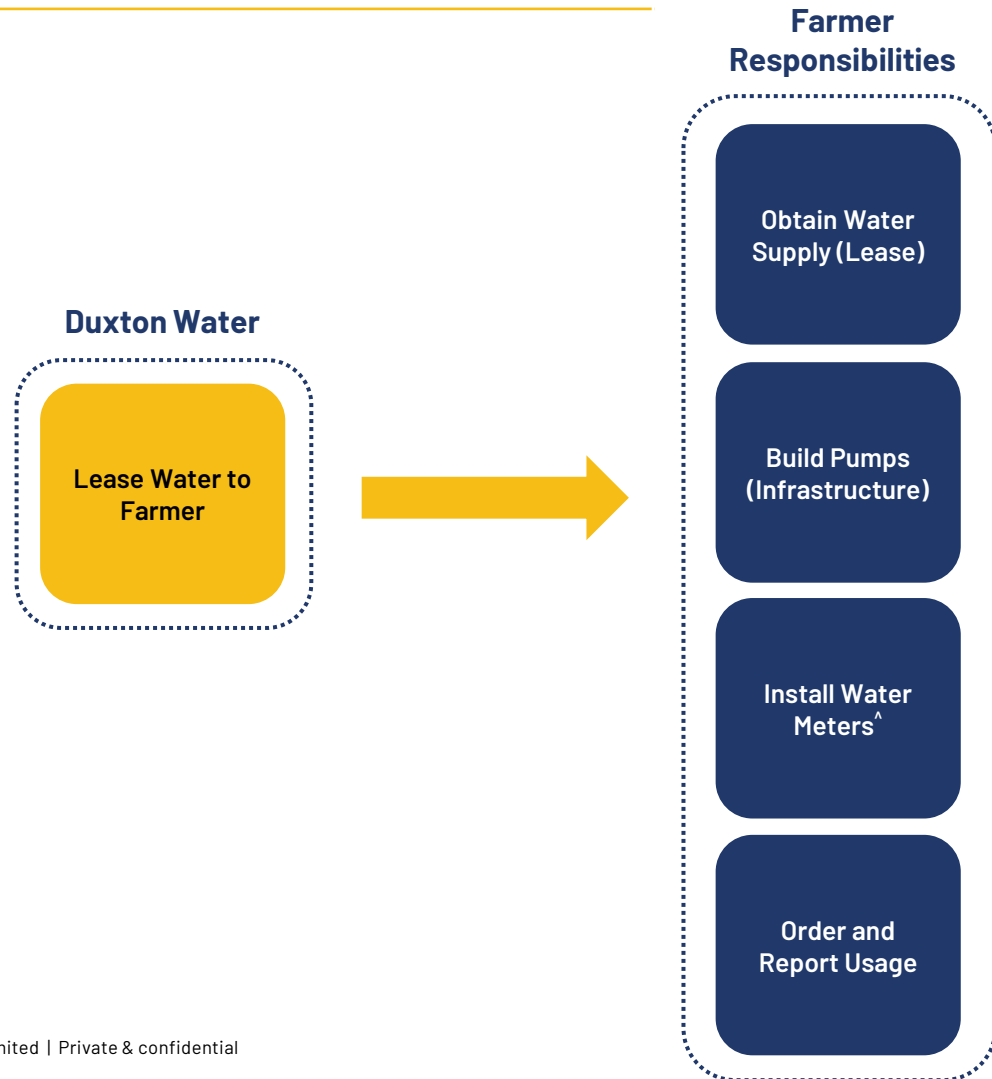 Farmer
Responsibilities
Obtain Water
Supply (Lease)
Duxton Water
Lease Water to
Farmer
Build Pumps
(Infrastructure)
Install Water
Meters^
Order and
Report Usage
| Private & confidential